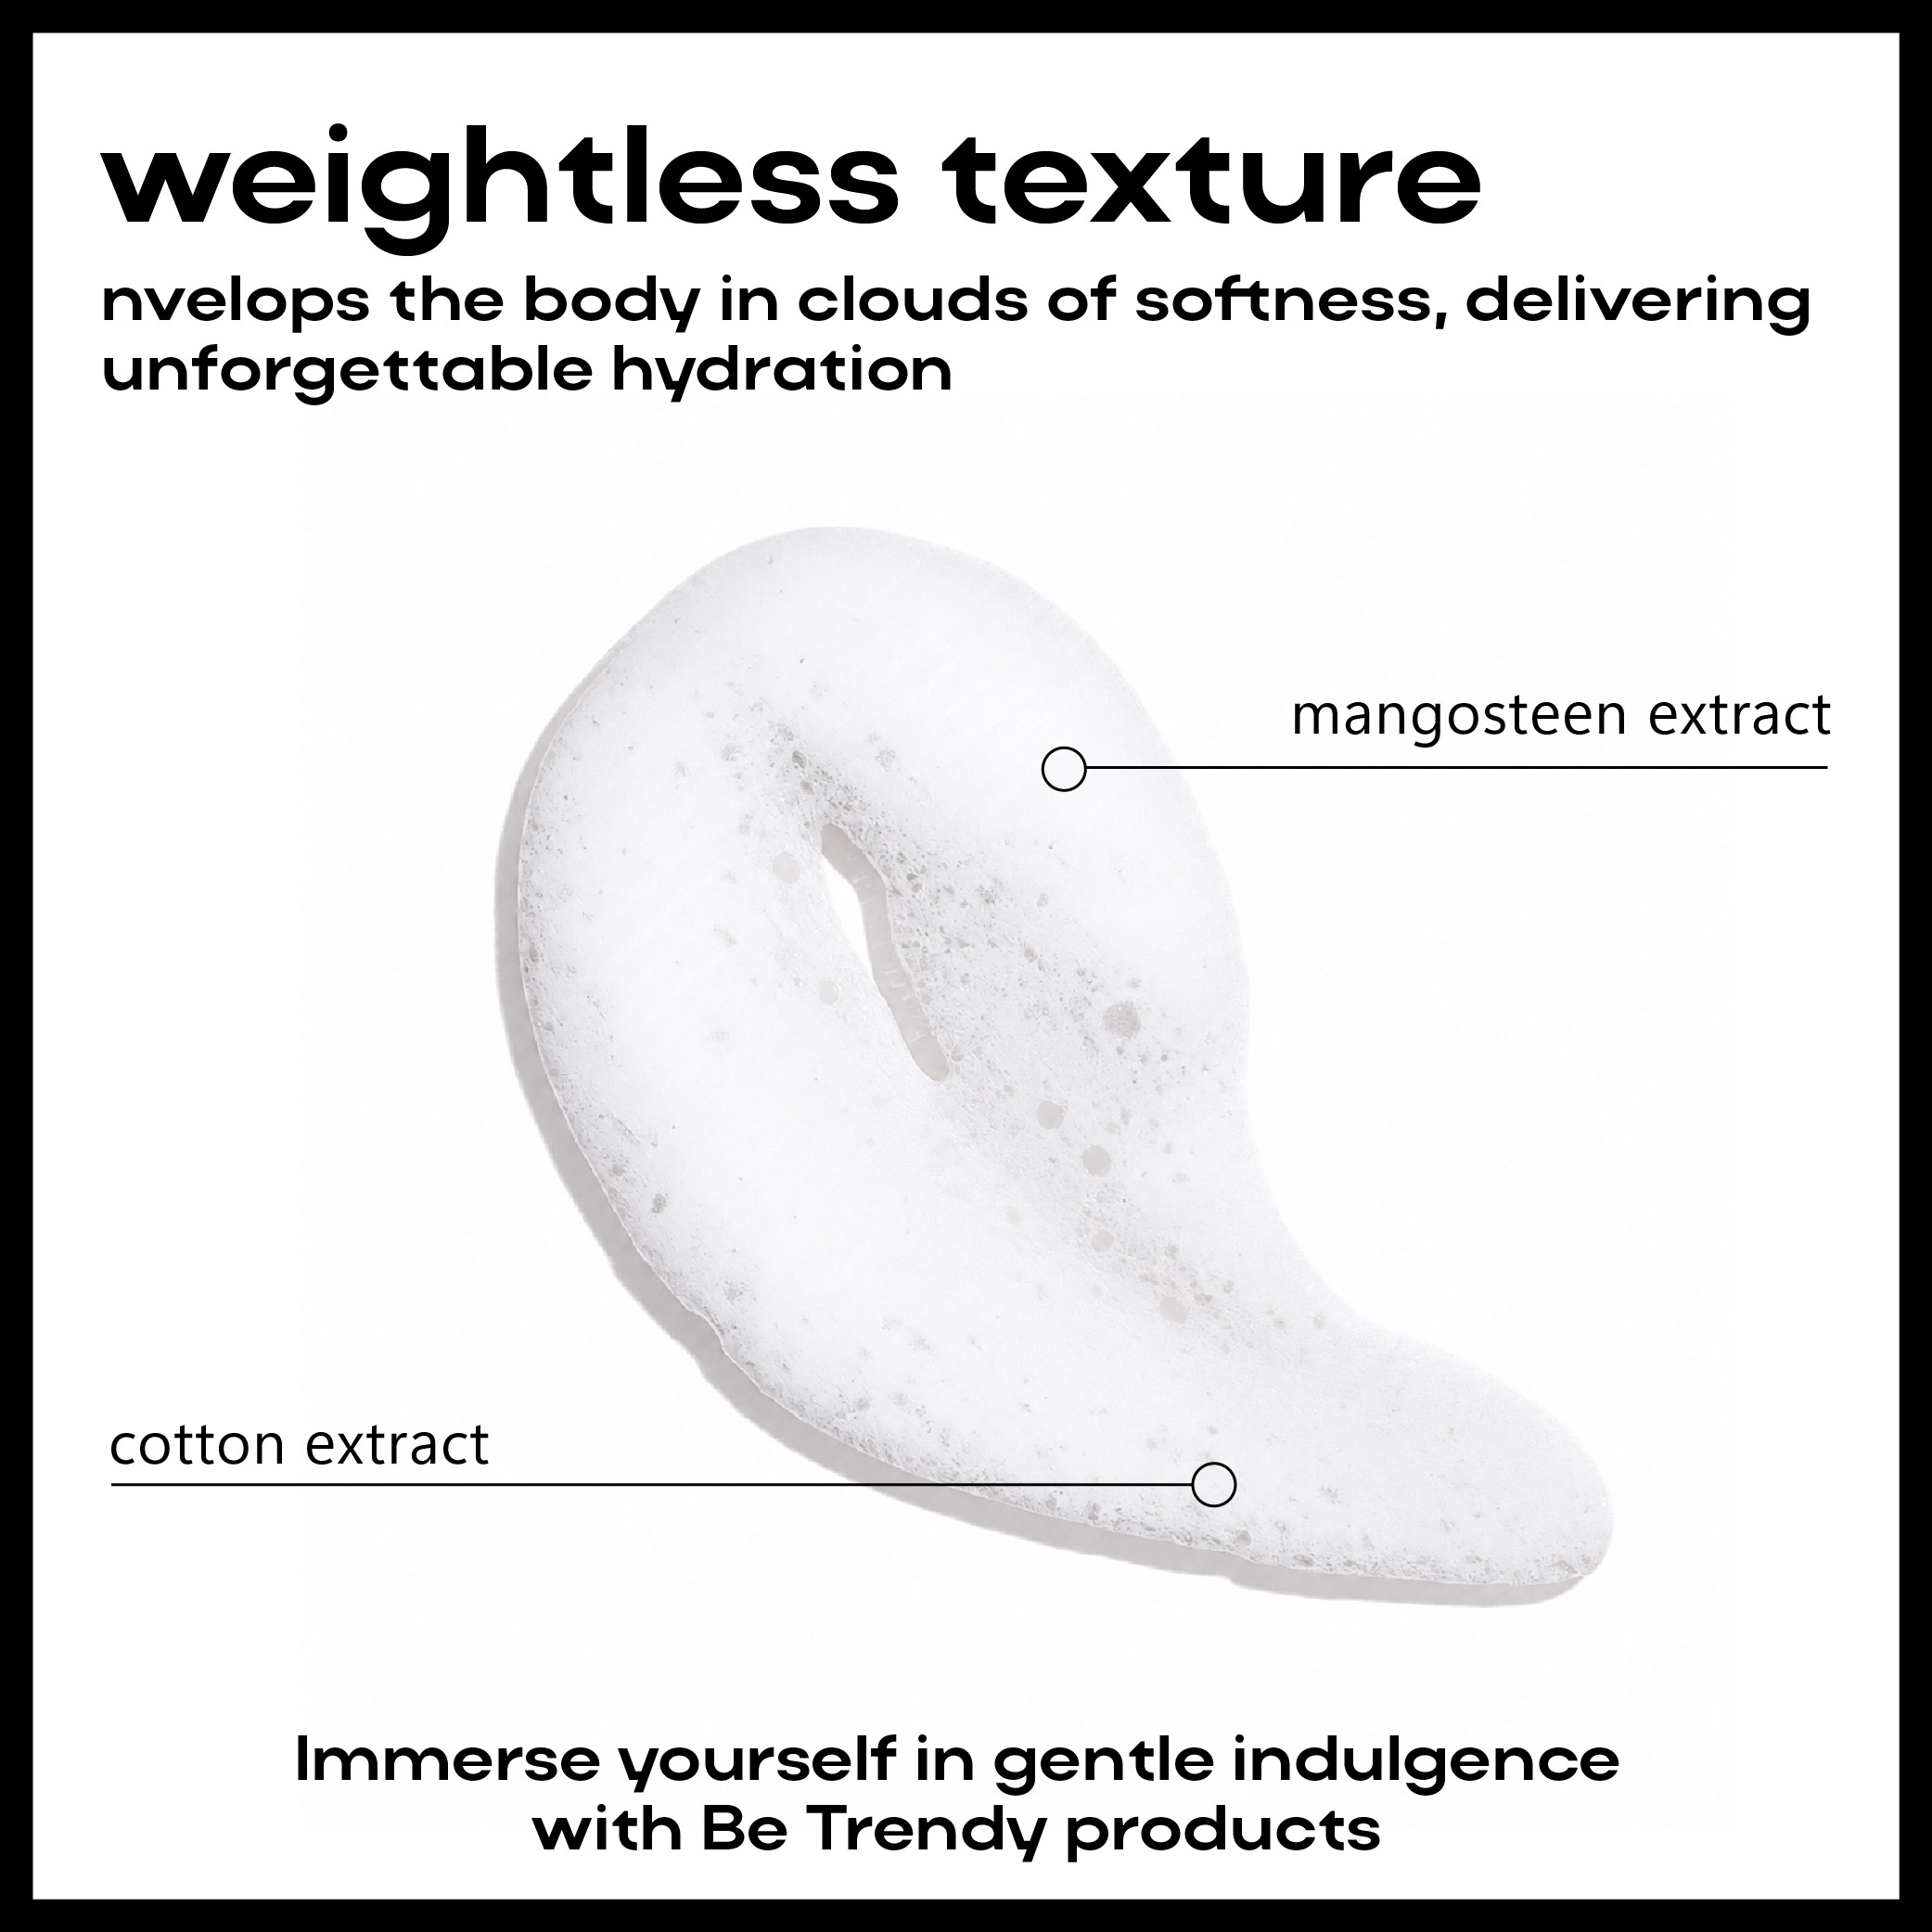 weightless texture
nvelops the body in clouds of softness, delivering
unforgettable hydration
mangosteen extract
cotton extract
Immerse yourself in gentle indulgence
with Be Trendy products